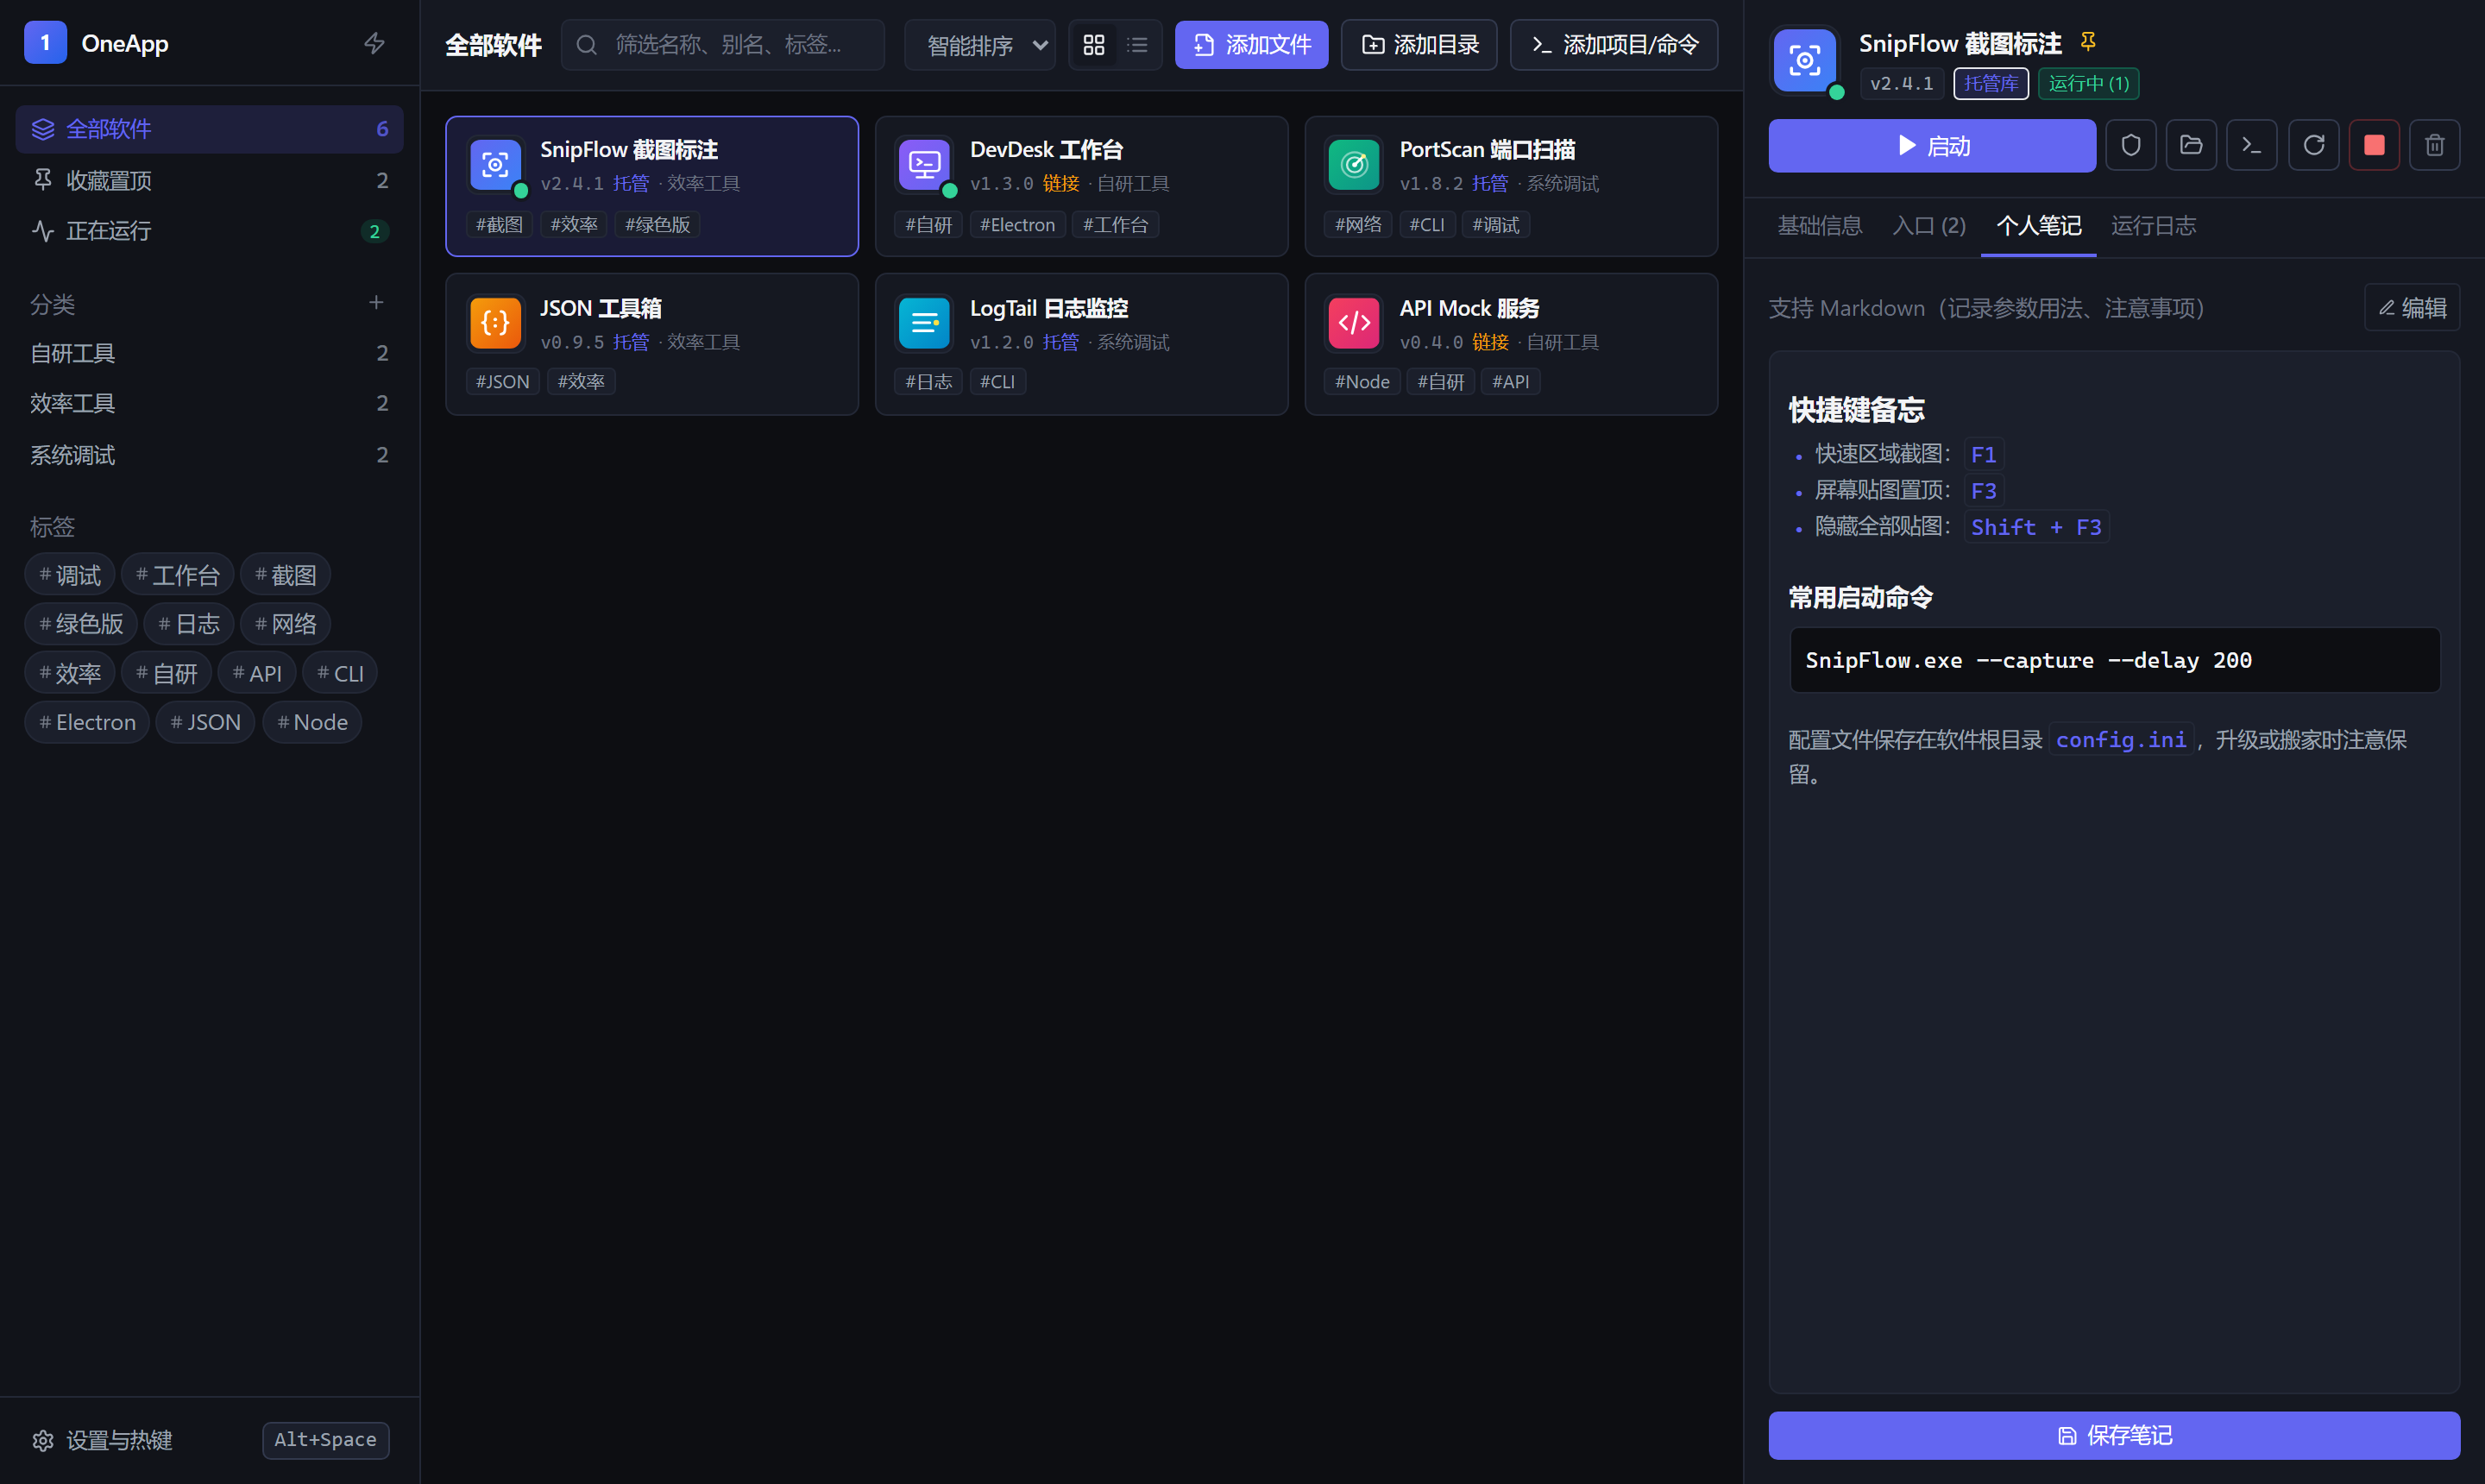 1 OneApp
全部软件 6
收藏置顶 2
正在运行 2
分类 +
自研工具 2
效率工具 2
系统调试 2
标签
#调试 #工作台 #截图
#绿色版 #日志 #网络
#效率 #自研 #API #CLI
#Electron #JSON #Node
设置与热键 Alt+Space
全部软件 筛选名称、别名、标签... 智能排序 添加文件 添加目录 添加项目/命令
SnipFlow 截图标注
v2.4.1 托管 · 效率工具
#截图 #效率 #绿色版
DevDesk 工作台
v1.3.0 链接 · 自研工具
#自研 #Electron #工作台
PortScan 端口扫描
v1.8.2 托管 · 系统调试
#网络 #CLI #调试
JSON 工具箱
v0.9.5 托管 · 效率工具
#JSON #效率
LogTail 日志监控
v1.2.0 托管 · 系统调试
#日志 #CLI
API Mock 服务
v0.4.0 链接 · 自研工具
#Node #自研 #API
SnipFlow 截图标注
v2.4.1 托管库 运行中 (1)
启动
基础信息 入口 (2) 个人笔记 运行日志
支持 Markdown（记录参数用法、注意事项） 编辑
快捷键备忘
• 快速区域截图： F1
• 屏幕贴图置顶： F3
• 隐藏全部贴图： Shift + F3
常用启动命令
SnipFlow.exe --capture --delay 200
配置文件保存在软件根目录 config.ini，升级或搬家时注意保
留。
保存笔记